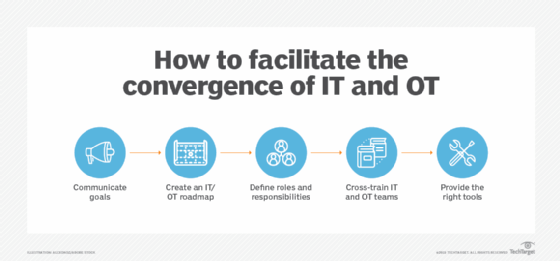 How to facilitate the
convergence of IT and OT
Communicate
goals
Create an IT/
OT roadmap
Define roles and
responsibilities
Cross-train IT
and OT teams
Provide the
right tools
TechTarget